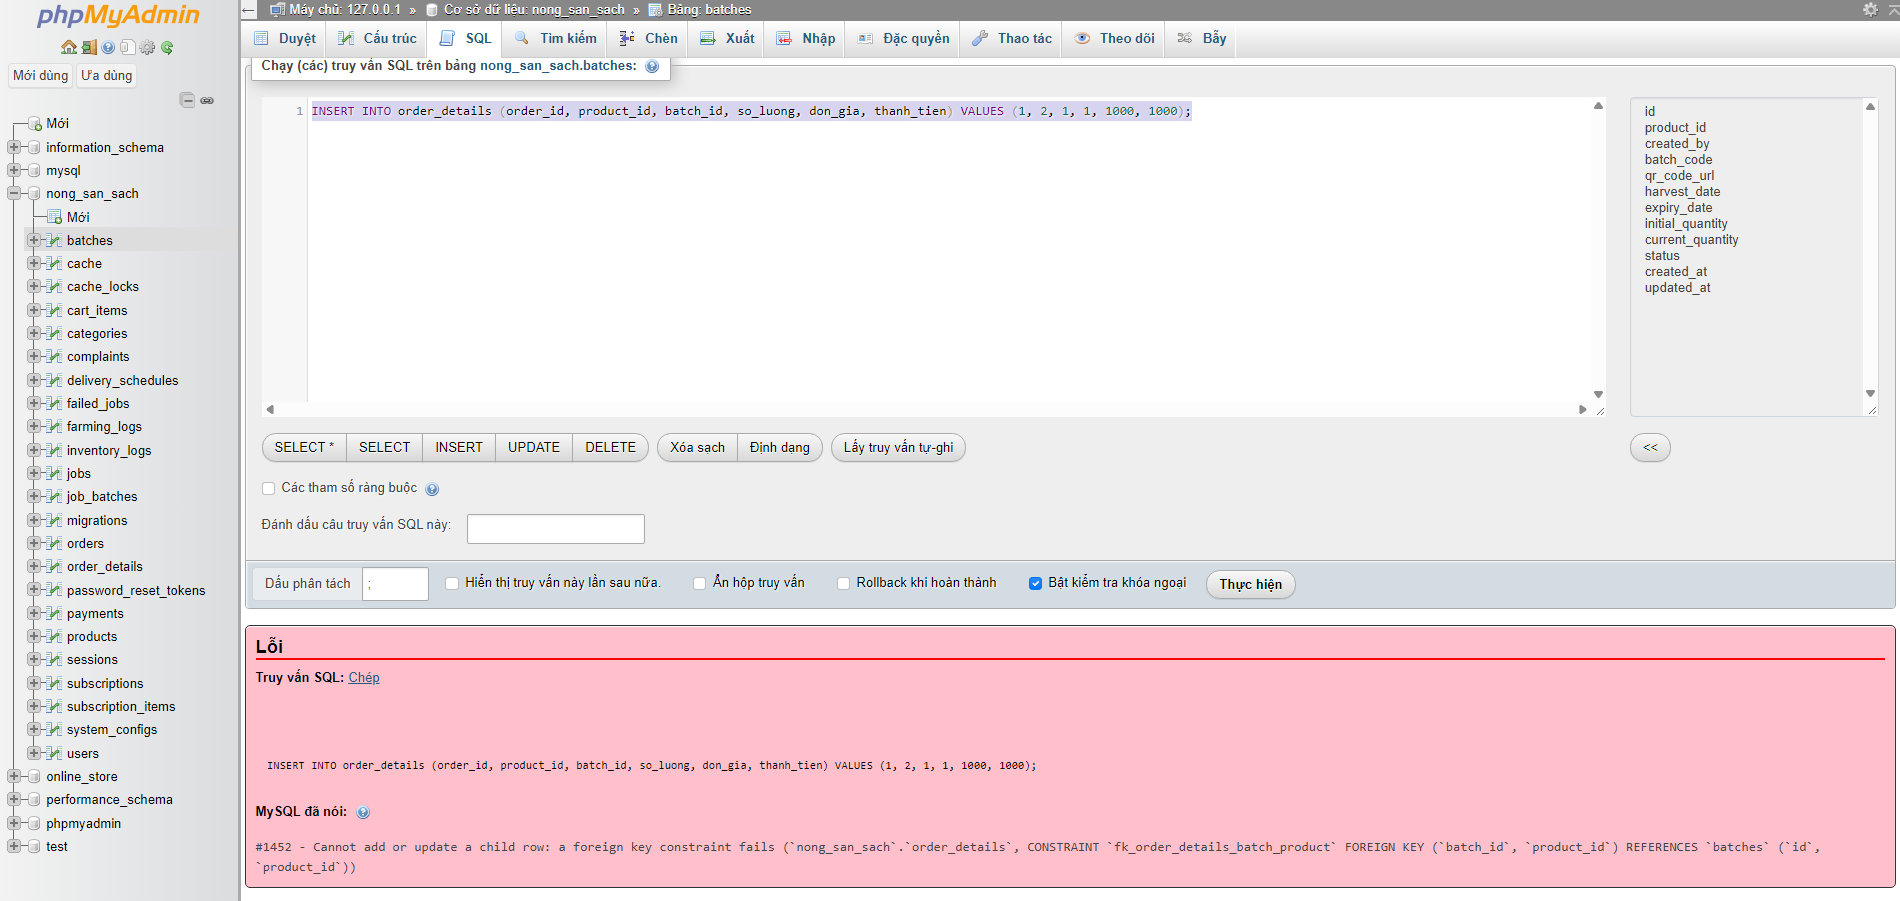 phpMyAdmin
Mới dùng Ưa dùng
Mới
information_schema
mysql
nong_san_sach
Mới
batches
cache
cache_locks
cart_items
categories
complaints
delivery_schedules
failed_jobs
farming_logs
inventory_logs
jobs
job_batches
migrations
orders
order_details
password_reset_tokens
payments
products
sessions
subscriptions
subscription_items
system_configs
users
online_store
performance_schema
phpmyadmin
test
Máy chủ: 127.0.0.1 » Cơ sở dữ liệu: nong_san_sach » Bảng: batches
Duyệt Cấu trúc SQL Tìm kiếm Chèn Xuất Nhập Đặc quyền Thao tác Theo dõi Bẫy
Chạy (các) truy vấn SQL trên bảng nong_san_sach.batches:
1 INSERT INTO order_details (order_id, product_id, batch_id, so_luong, don_gia, thanh_tien) VALUES (1, 2, 1, 1, 1000, 1000);
id
product_id
created_by
batch_code
qr_code_url
harvest_date
expiry_date
initial_quantity
current_quantity
status
created_at
updated_at
SELECT * SELECT INSERT UPDATE DELETE Xóa sạch Định dạng Lấy truy vấn tự-ghi <<
Các tham số ràng buộc
Đánh dấu câu truy vấn SQL này:
Dấu phân tách ; Hiển thị truy vấn này lần sau nữa. Ẩn hộp truy vấn Rollback khi hoàn thành Bật kiểm tra khóa ngoại Thực hiện
Lỗi
Truy vấn SQL: Chép
INSERT INTO order_details (order_id, product_id, batch_id, so_luong, don_gia, thanh_tien) VALUES (1, 2, 1, 1, 1000, 1000);
MySQL đã nói:
#1452 - Cannot add or update a child row: a foreign key constraint fails (`nong_san_sach`.`order_details`, CONSTRAINT `fk_order_details_batch_product` FOREIGN KEY (`batch_id`, `product_id`) REFERENCES `batches` (`id`,
`product_id`))